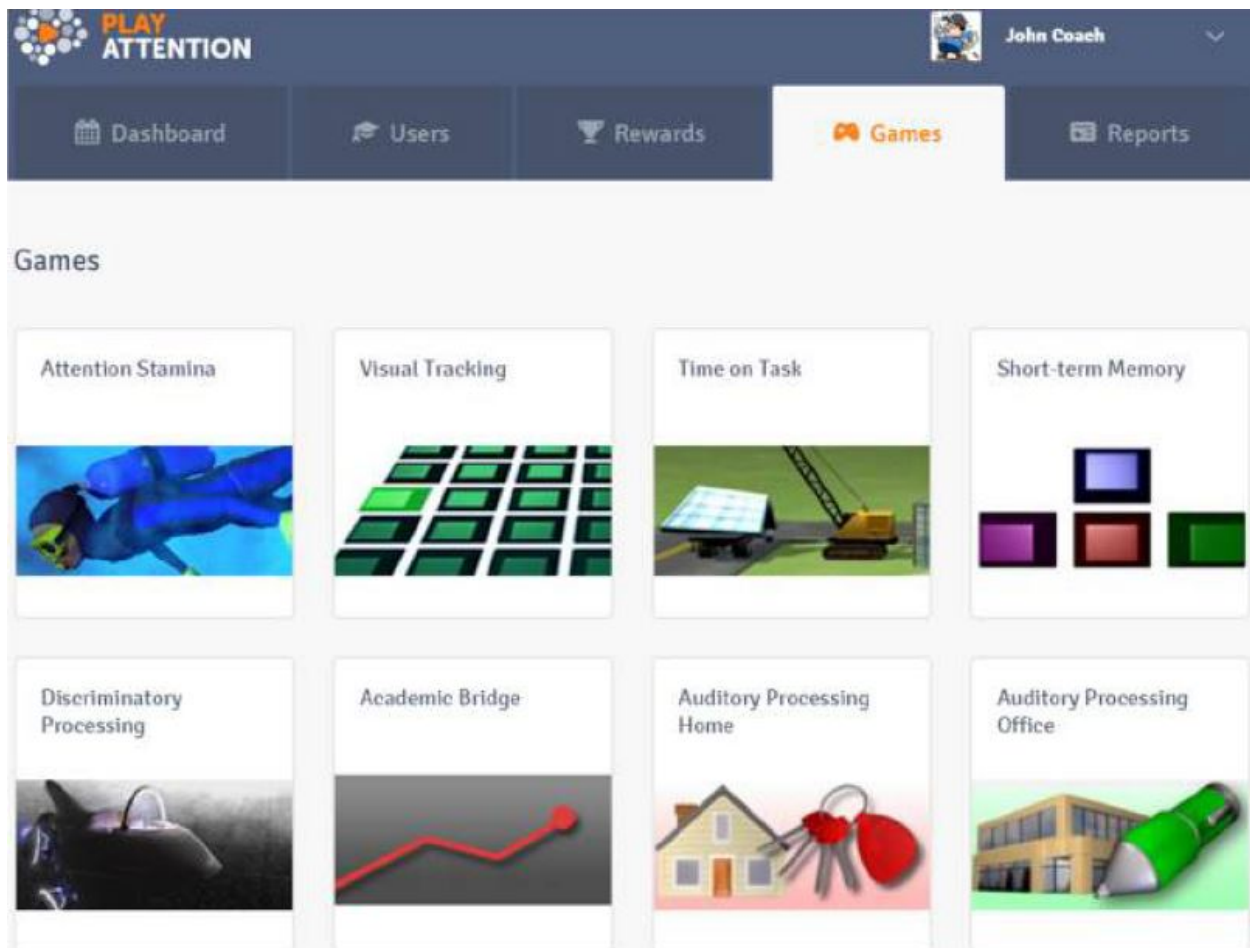 PLAY
ATTENTION
John Coach
Dashboard
Users
Rewards
Games
Reports
Games
Attention Stamina
Visual Tracking
Time on Task
Short-term Memory
Discriminatory
Processing
Academic Bridge
Auditory Processing
Home
Auditory Processing
Office